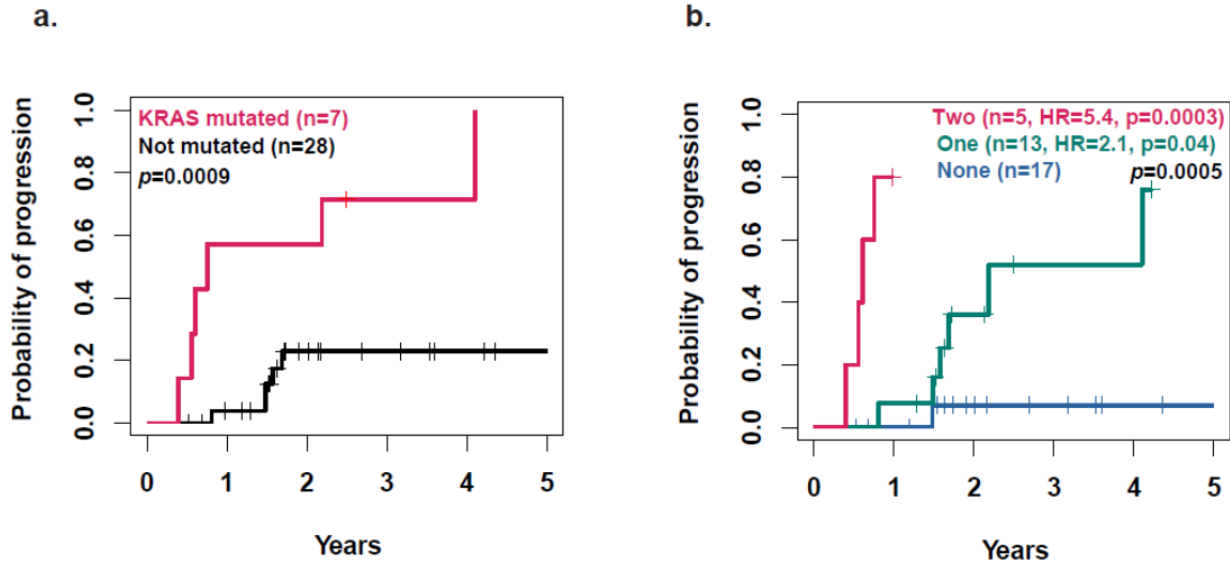 a.
KRAS mutated (n=7)
Not mutated (n=28)
p=0.0009
Probability of progression
1.0
0.8
0.6
0.4
0.2
0.0
0 1 2 3 4 5
Years
b.
Two (n=5, HR=5.4, p=0.0003)
One (n=13, HR=2.1, p=0.04)
None (n=17) p=0.0005
Probability of progression
1.0
0.8
0.6
0.4
0.2
0.0
0 1 2 3 4 5
Years